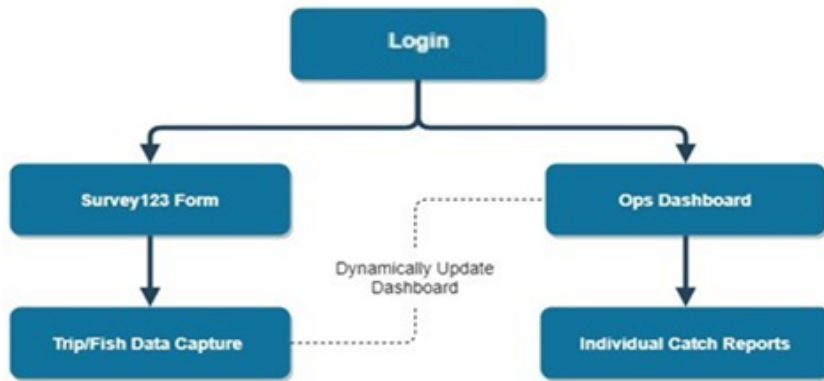 Login
Survey123 Form
Ops Dashboard
Dynamically Update
Dashboard
Trip/Fish Data Capture
Individual Catch Reports